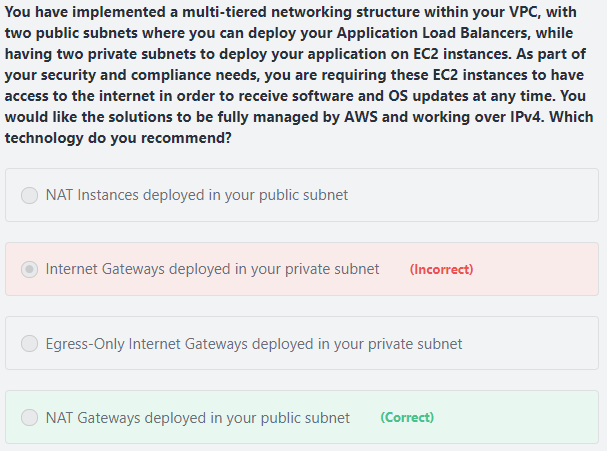 You have implemented a multi-tiered networking structure within your VPC, with
two public subnets where you can deploy your Application Load Balancers, while
having two private subnets to deploy your application on EC2 instances. As part of
your security and compliance needs, you are requiring these EC2 instances to have
access to the internet in order to receive software and OS updates at any time. You
would like the solutions to be fully managed by AWS and working over IPv4. Which
technology do you recommend?
NAT Instances deployed in your public subnet
Internet Gateways deployed in your private subnet (Incorrect)
Egress-Only Internet Gateways deployed in your private subnet
NAT Gateways deployed in your public subnet (Correct)